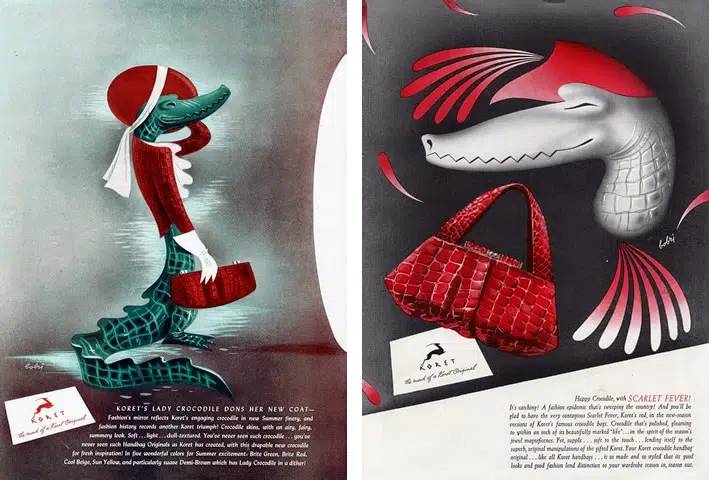 bobri
KORET
the mark of a Koret Original
KORET'S LADY CROCODILE DONS HER NEW COAT—
Fashion's mirror reflects Koret's engaging crocodile in new Summer finery, and
fashion history records another Koret triumph! Crocodile skins, with an airy, fairy,
summery look. Soft...light...dull-textured. You've never seen such crocodile...you've
never seen such Handbag Originals as Koret has created, with this drapable new crocodile
for fresh inspiration! In five wonderful colors for Summer excitement: Brite Green, Brite Red,
Cool Beige, Sun Yellow, and particularly suave Demi-Brown which has Lady Crocodile in a dither!
bobri
KORET
the mark of a Koret Original
Happy Crocodile, with SCARLET FEVER!
It's catching! A fashion epidemic that's sweeping the country! And you'll be
glad to have the very contagious Scarlet Fever, Koret's red, in the new-season
versions of Koret's famous crocodile bags. Crocodile that's polished, gleaming
to within an inch of its beautifully marked "life"...in the spirit of the season's
jewel magnificence. Yet, supple...soft to the touch...lending itself to the
superb, original manipulations of the gifted Koret. Your Koret crocodile handbag
original...like all Koret handbags...is so made and so styled that its good
looks and good fashion lend distinction to your wardrobe season in, season out.